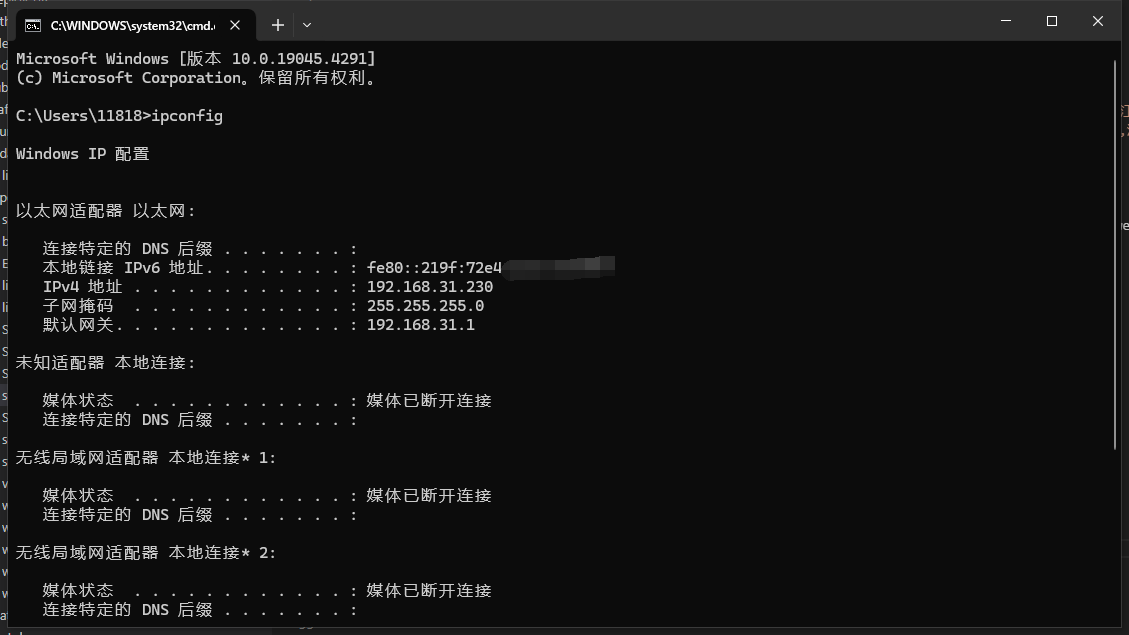 C:\WINDOWS\system32\cmd.
Microsoft Windows [版本 10.0.19045.4291]
(c) Microsoft Corporation。保留所有权利。
C:\Users\11818>ipconfig
Windows IP 配置
以太网适配器 以太网:
连接特定的 DNS 后缀 . . . . . . . :
本地链接 IPv6 地址. . . . . . . . : fe80::219f:72e4
IPv4 地址 . . . . . . . . . . . . : 192.168.31.230
子网掩码 . . . . . . . . . . . . : 255.255.255.0
默认网关. . . . . . . . . . . . . : 192.168.31.1
未知适配器 本地连接:
媒体状态 . . . . . . . . . . . . : 媒体已断开连接
连接特定的 DNS 后缀 . . . . . . . :
无线局域网适配器 本地连接* 1:
媒体状态 . . . . . . . . . . . . : 媒体已断开连接
连接特定的 DNS 后缀 . . . . . . . :
无线局域网适配器 本地连接* 2:
媒体状态 . . . . . . . . . . . . : 媒体已断开连接
连接特定的 DNS 后缀 . . . . . . . :